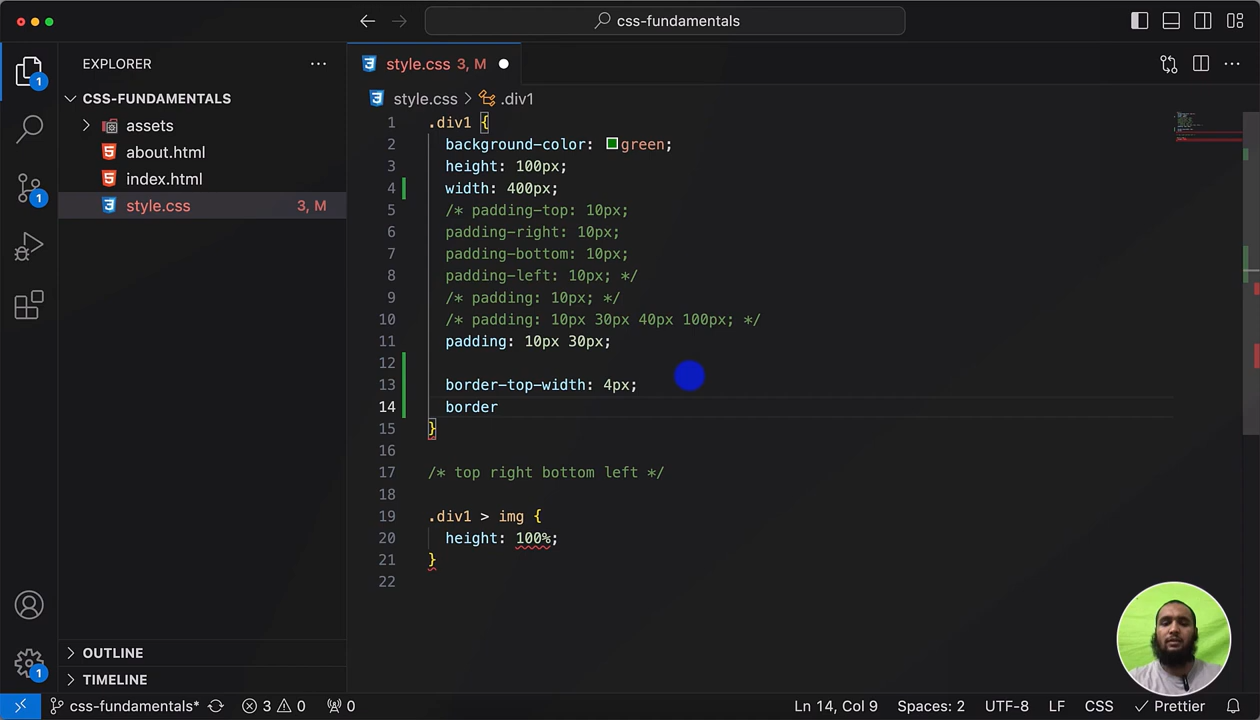 css-fundamentals
EXPLORER
CSS-FUNDAMENTALS
assets
about.html
index.html
style.css 3, M
OUTLINE
TIMELINE
style.css 3, M
style.css > .div1
1 .div1 {
2 background-color: green;
3 height: 100px;
4 width: 400px;
5 /* padding-top: 10px;
6 padding-right: 10px;
7 padding-bottom: 10px;
8 padding-left: 10px; */
9 /* padding: 10px; */
10 /* padding: 10px 30px 40px 100px; */
11 padding: 10px 30px;
12
13 border-top-width: 4px;
14 border
15 }
16
17 /* top right bottom left */
18
19 .div1 > img {
20 height: 100%;
21 }
22
1
1
1
css-fundamentals* 3 0 0 Ln 14, Col 9 Spaces: 2 UTF-8 LF CSS Prettier